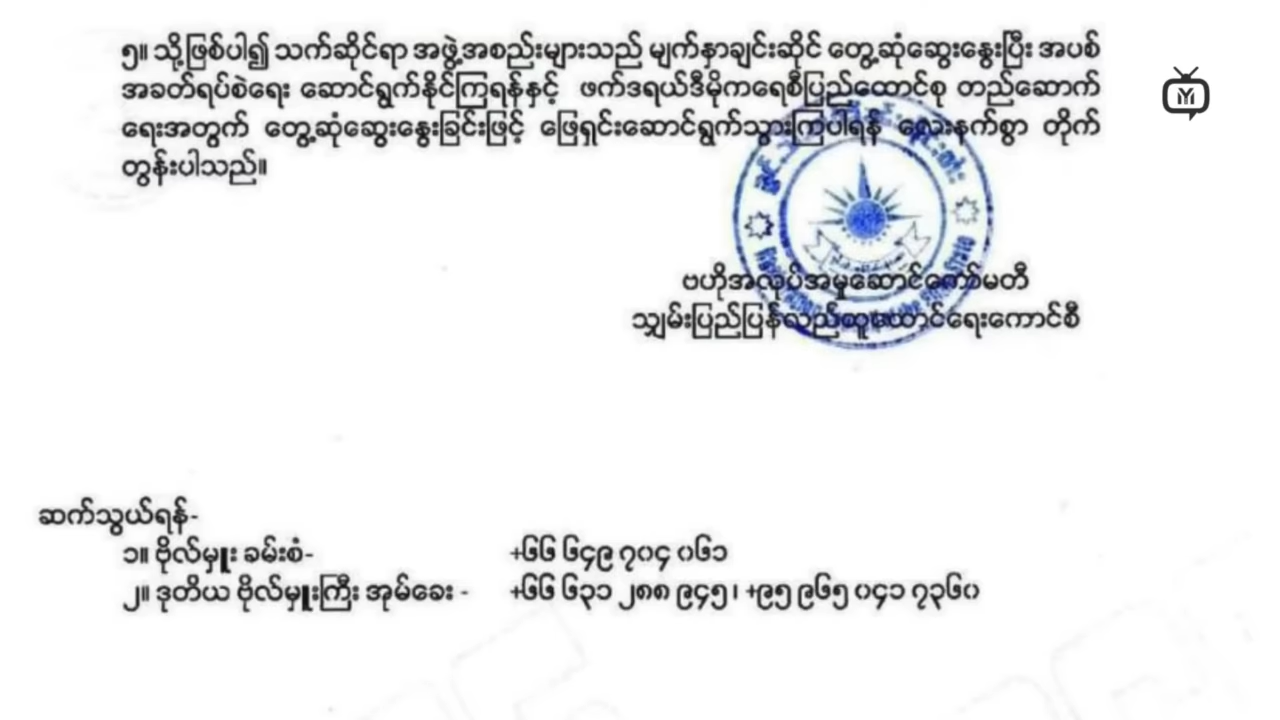 ၅။ သို့ဖြစ်ပါ၍ သက်ဆိုင်ရာ အဖွဲ့အစည်းများသည် မျက်နှာချင်းဆိုင် တွေ့ဆုံဆွေးနွေးပြီး အပစ်
အခတ်ရပ်စဲရေး ဆောင်ရွက်နိုင်ကြရန်နှင့် ဖက်ဒရယ်ဒီမိုကရေစီပြည်ထောင်စု တည်ဆောက်
ရေးအတွက် တွေ့ဆုံဆွေးနွေးခြင်းဖြင့် ဖြေရှင်းဆောင်ရွက်သွားကြပါရန် လေးနက်စွာ တိုက်
တွန်းပါသည်။
ဗဟိုအလုပ်အမှုဆောင်ကော်မတီ
သျှမ်းပြည်ပြန်လည်ထူထောင်ရေးကောင်စီ
ဆက်သွယ်ရန်-
၁။ ဗိုလ်မှူး ခမ်းစံ- +၆၆ ၆၄၉ ၇၀၄ ၀၆၁
၂။ ဒုတိယ ဗိုလ်မှူးကြီး အုမ်ခေး - +၆၆ ၆၃၁ ၂၈၈ ၉၄၅၊ +၉၅ ၉၆၅ ၀၄၁ ၇၃၆၀